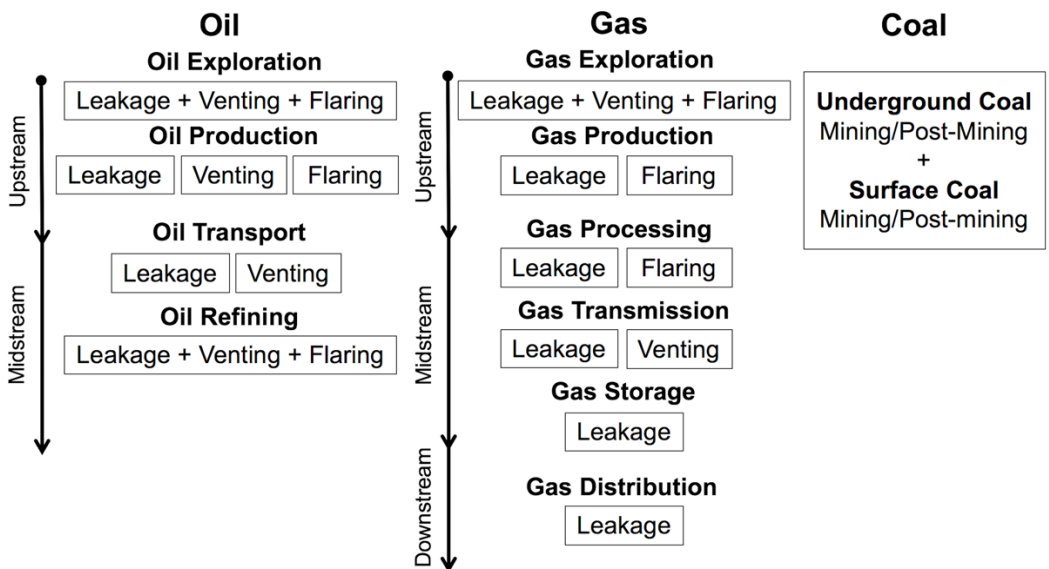 Oil
Oil Exploration
Leakage + Venting + Flaring
Oil Production
Leakage
Venting
Flaring
Oil Transport
Leakage
Venting
Oil Refining
Leakage + Venting + Flaring
Upstream
Midstream
Gas
Gas Exploration
Leakage + Venting + Flaring
Gas Production
Leakage
Flaring
Gas Processing
Leakage
Flaring
Gas Transmission
Leakage
Venting
Gas Storage
Leakage
Gas Distribution
Leakage
Upstream
Midstream
Downstream
Coal
Underground Coal
Mining/Post-Mining
+
Surface Coal
Mining/Post-mining